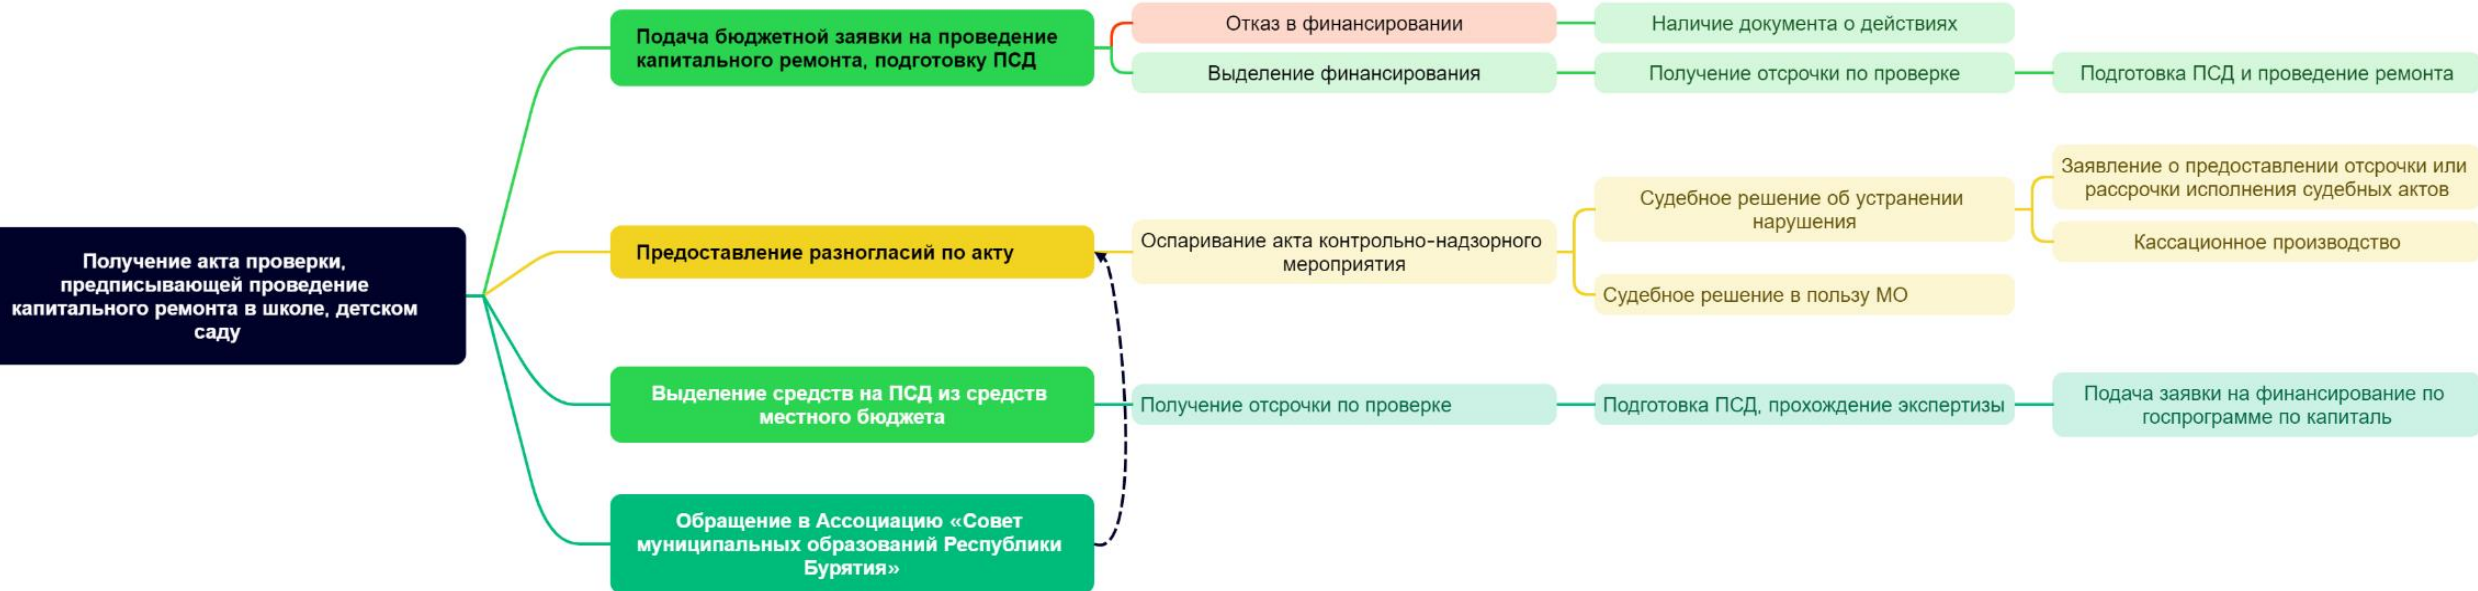 Получение акта проверки,
предписывающей проведение
капитального ремонта в школе, детском
саду
Подача бюджетной заявки на проведение
капитального ремонта, подготовку ПСД
Отказ в финансировании
Наличие документа о действиях
Выделение финансирования
Получение отсрочки по проверке
Подготовка ПСД и проведение ремонта
Предоставление разногласий по акту
Оспаривание акта контрольно-надзорного
мероприятия
Судебное решение об устранении
нарушения
Заявление о предоставлении отсрочки или
рассрочки исполнения судебных актов
Кассационное производство
Судебное решение в пользу МО
Выделение средств на ПСД из средств
местного бюджета
Получение отсрочки по проверке
Подготовка ПСД, прохождение экспертизы
Подача заявки на финансирование по
госпрограмме по капиталь
Обращение в Ассоциацию «Совет
муниципальных образований Республики
Бурятия»